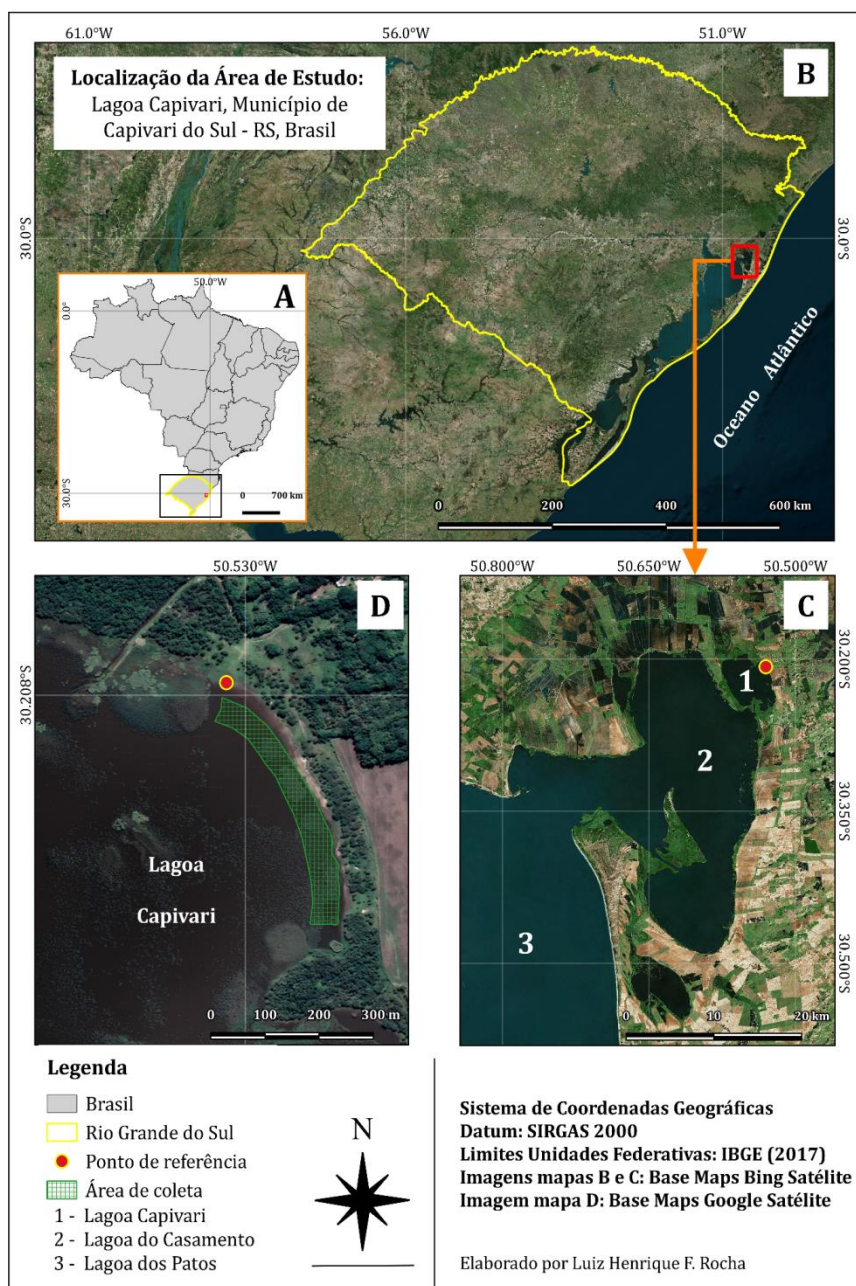 61.0°W
56.0°W
51.0°W
Localização da Área de Estudo:
Lagoa Capivari, Município de
Capivari do Sul - RS, Brasil
B
30.0°S
30.0°S
A
50.0°W
0.0°
30.0°S
0 700 km
Oceano Atlântico
0 200 400 600 km
50.530°W
D
30.208°S
Lagoa
Capivari
0 100 200 300 m
50.800°W
50.650°W
50.500°W
C
1
2
3
30.200°S
30.350°S
30.500°S
0 10 20 km
Legenda
Brasil
Rio Grande do Sul
Ponto de referência
Área de coleta
1 - Lagoa Capivari
2 - Lagoa do Casamento
3 - Lagoa dos Patos
N
Sistema de Coordenadas Geográficas
Datum: SIRGAS 2000
Limites Unidades Federativas: IBGE (2017)
Imagens mapas B e C: Base Maps Bing Satélite
Imagem mapa D: Base Maps Google Satélite
Elaborado por Luiz Henrique F. Rocha